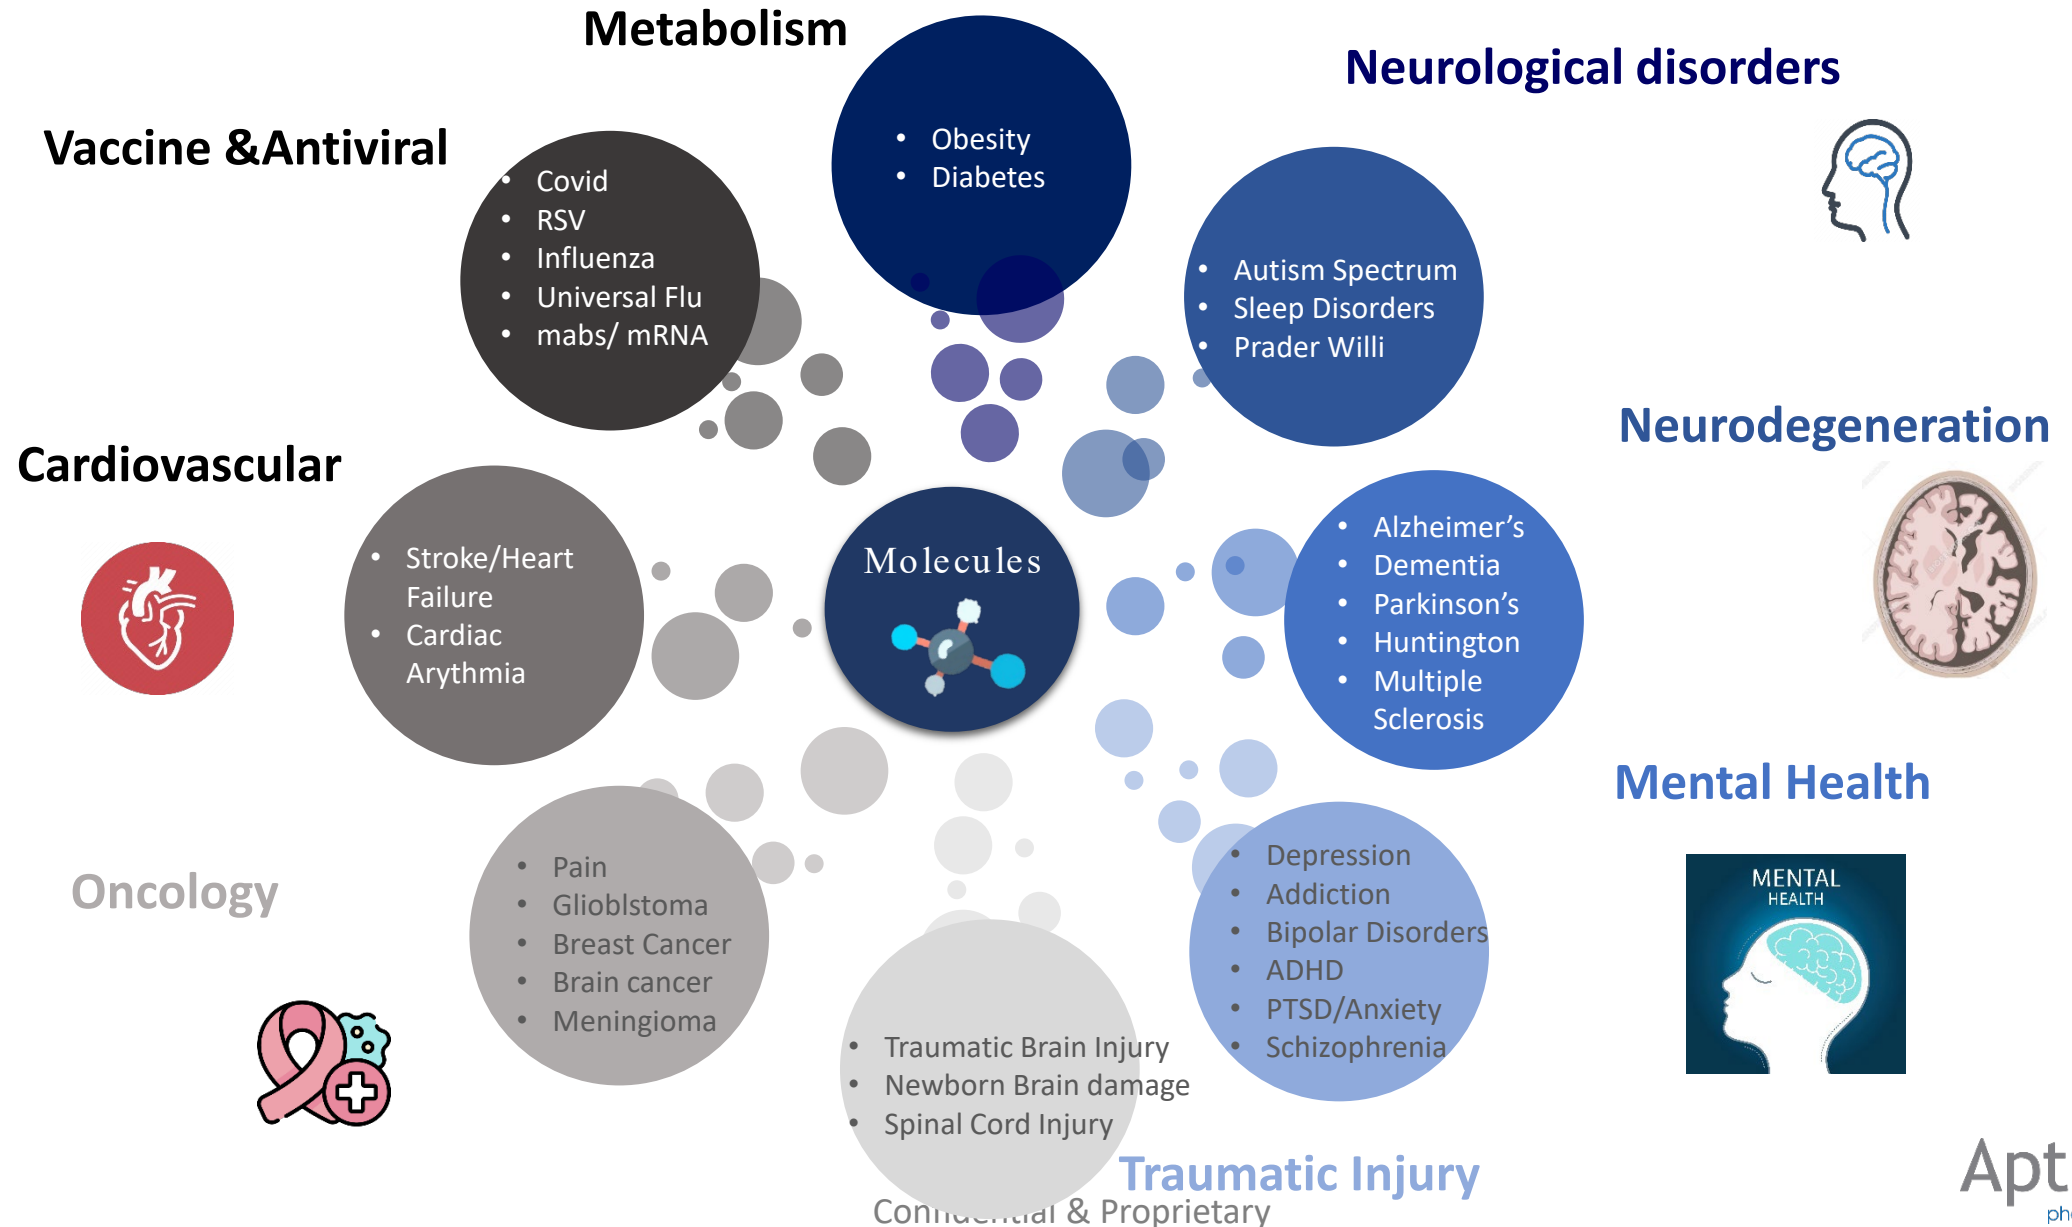 Metabolism
• Obesity
• Diabetes
Neurological disorders
• Autism Spectrum
• Sleep Disorders
• Prader Willi
Vaccine &Antiviral
• Covid
• RSV
• Influenza
• Universal Flu
• mabs/ mRNA
Neurodegeneration
• Alzheimer’s
• Dementia
• Parkinson’s
• Huntington
• Multiple
Sclerosis
Cardiovascular
• Stroke/Heart
Failure
• Cardiac
Arythmia
Molecules
Mental Health
• Depression
• Addiction
• Bipolar Disorders
• ADHD
• PTSD/Anxiety
• Schizophrenia
MENTAL
HEALTH
Oncology
• Pain
• Glioblstoma
• Breast Cancer
• Brain cancer
• Meningioma
• Traumatic Brain Injury
• Newborn Brain damage
• Spinal Cord Injury
Traumatic Injury
Confidential & Proprietary
Apt
ph